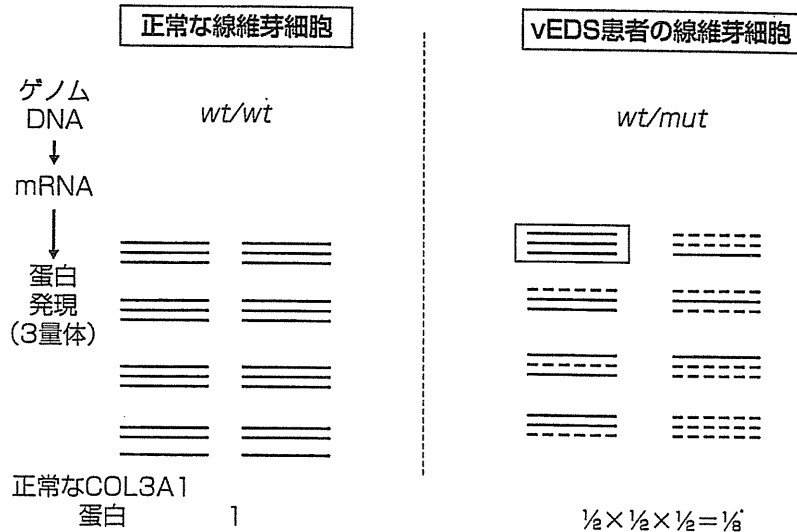 正常な線維芽細胞
vEDS患者の線維芽細胞
ゲノム
DNA
wt/wt
wt/mut
mRNA
蛋白
発現
(3量体)
正常なCOL3A1
蛋白
1
½×½×½=⅛